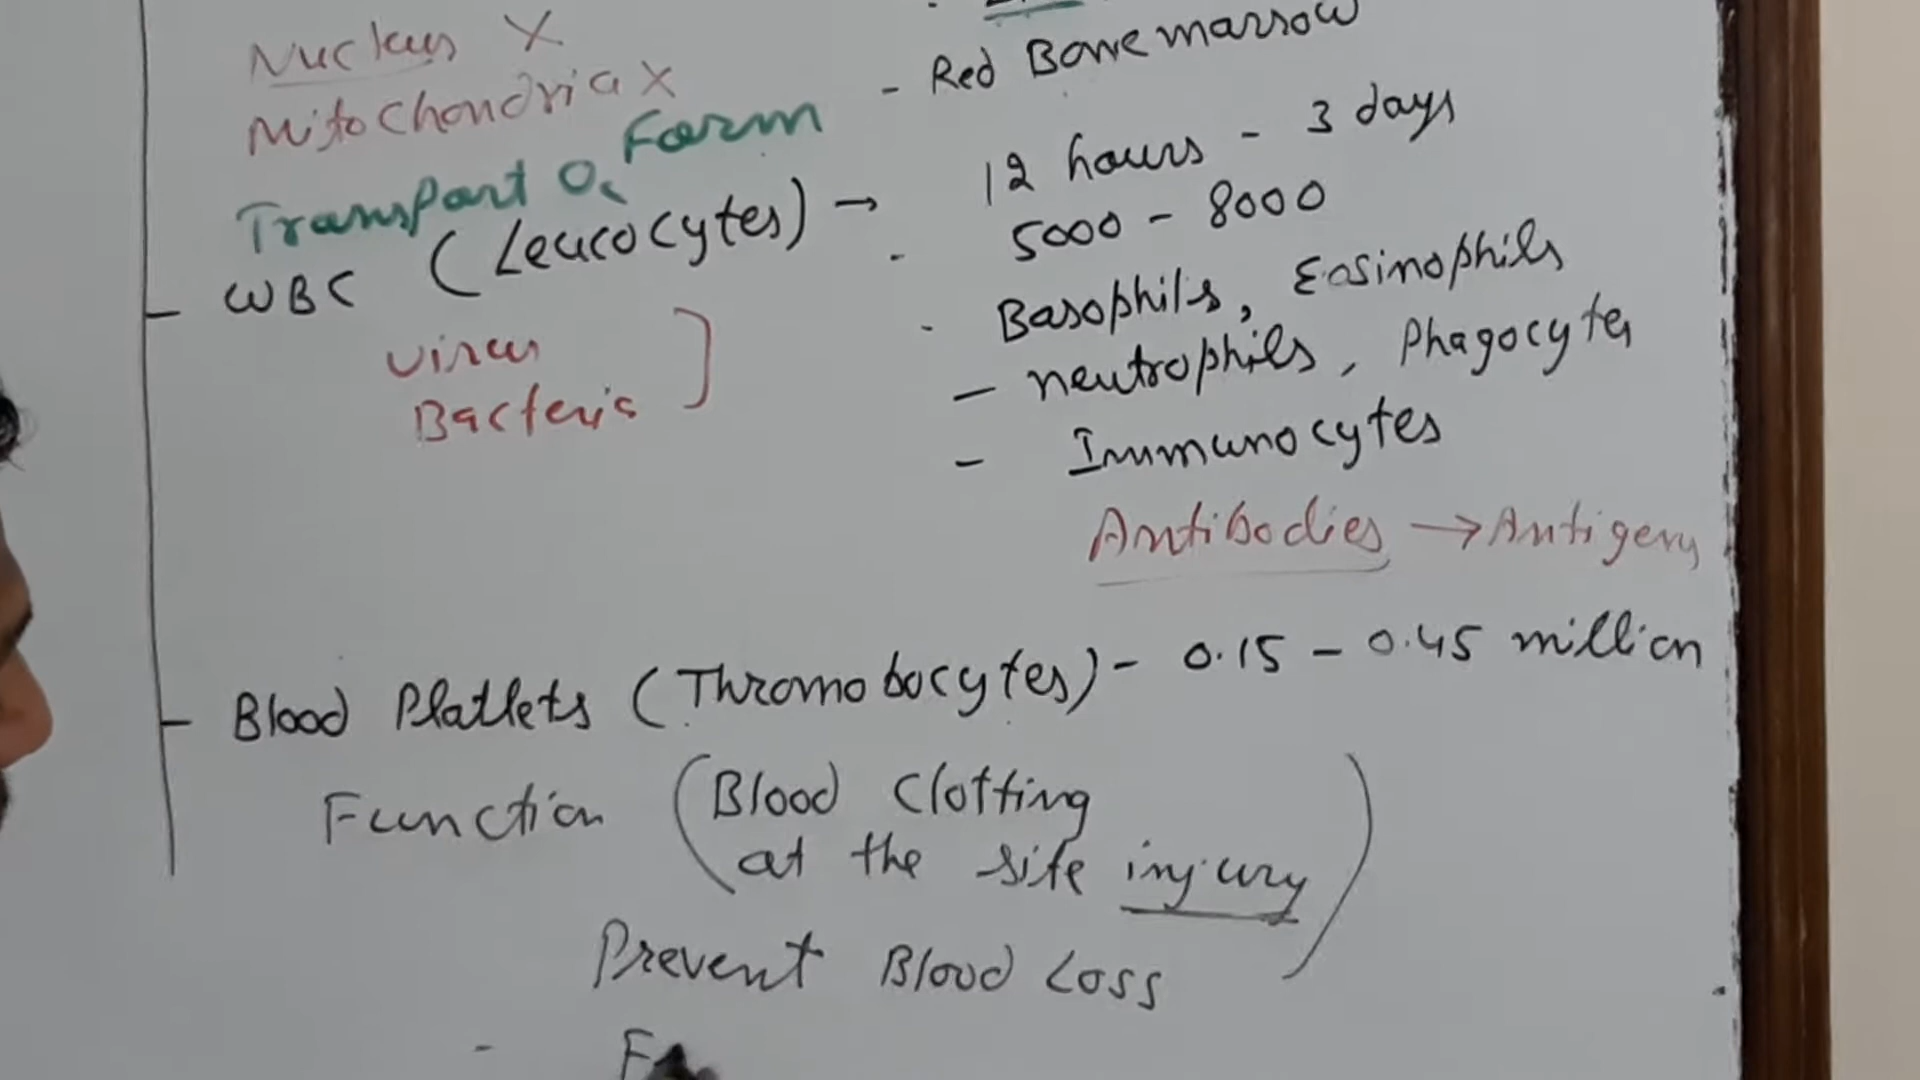 Nucleus X
Mitochondria X
Transpart O₂ Farm
- Red Bone marrow
WBC (Leucocytes) → 12 hours - 3 days
5000 - 8000
Virus
Bacteria
Basophils, Eosinophils
- neutrophils, Phagocytes
- Immunocytes
Antibodies → Antigens
- Blood Platlets (Thromobocytes) - 0.15 - 0.45 million
Function (Blood Clotting
at the site injury)
Prevent Blood Loss